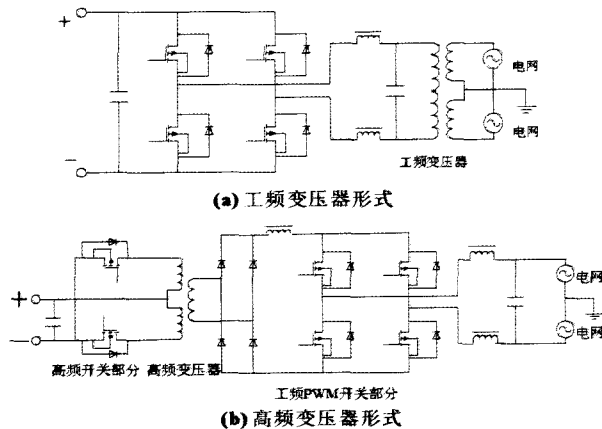 +
电网
电网
−
工频变压器
(a) 工频变压器形式
+
电网
—
电网
高频开关部分 高频变压器
工频PWM开关部分
(b) 高频变压器形式